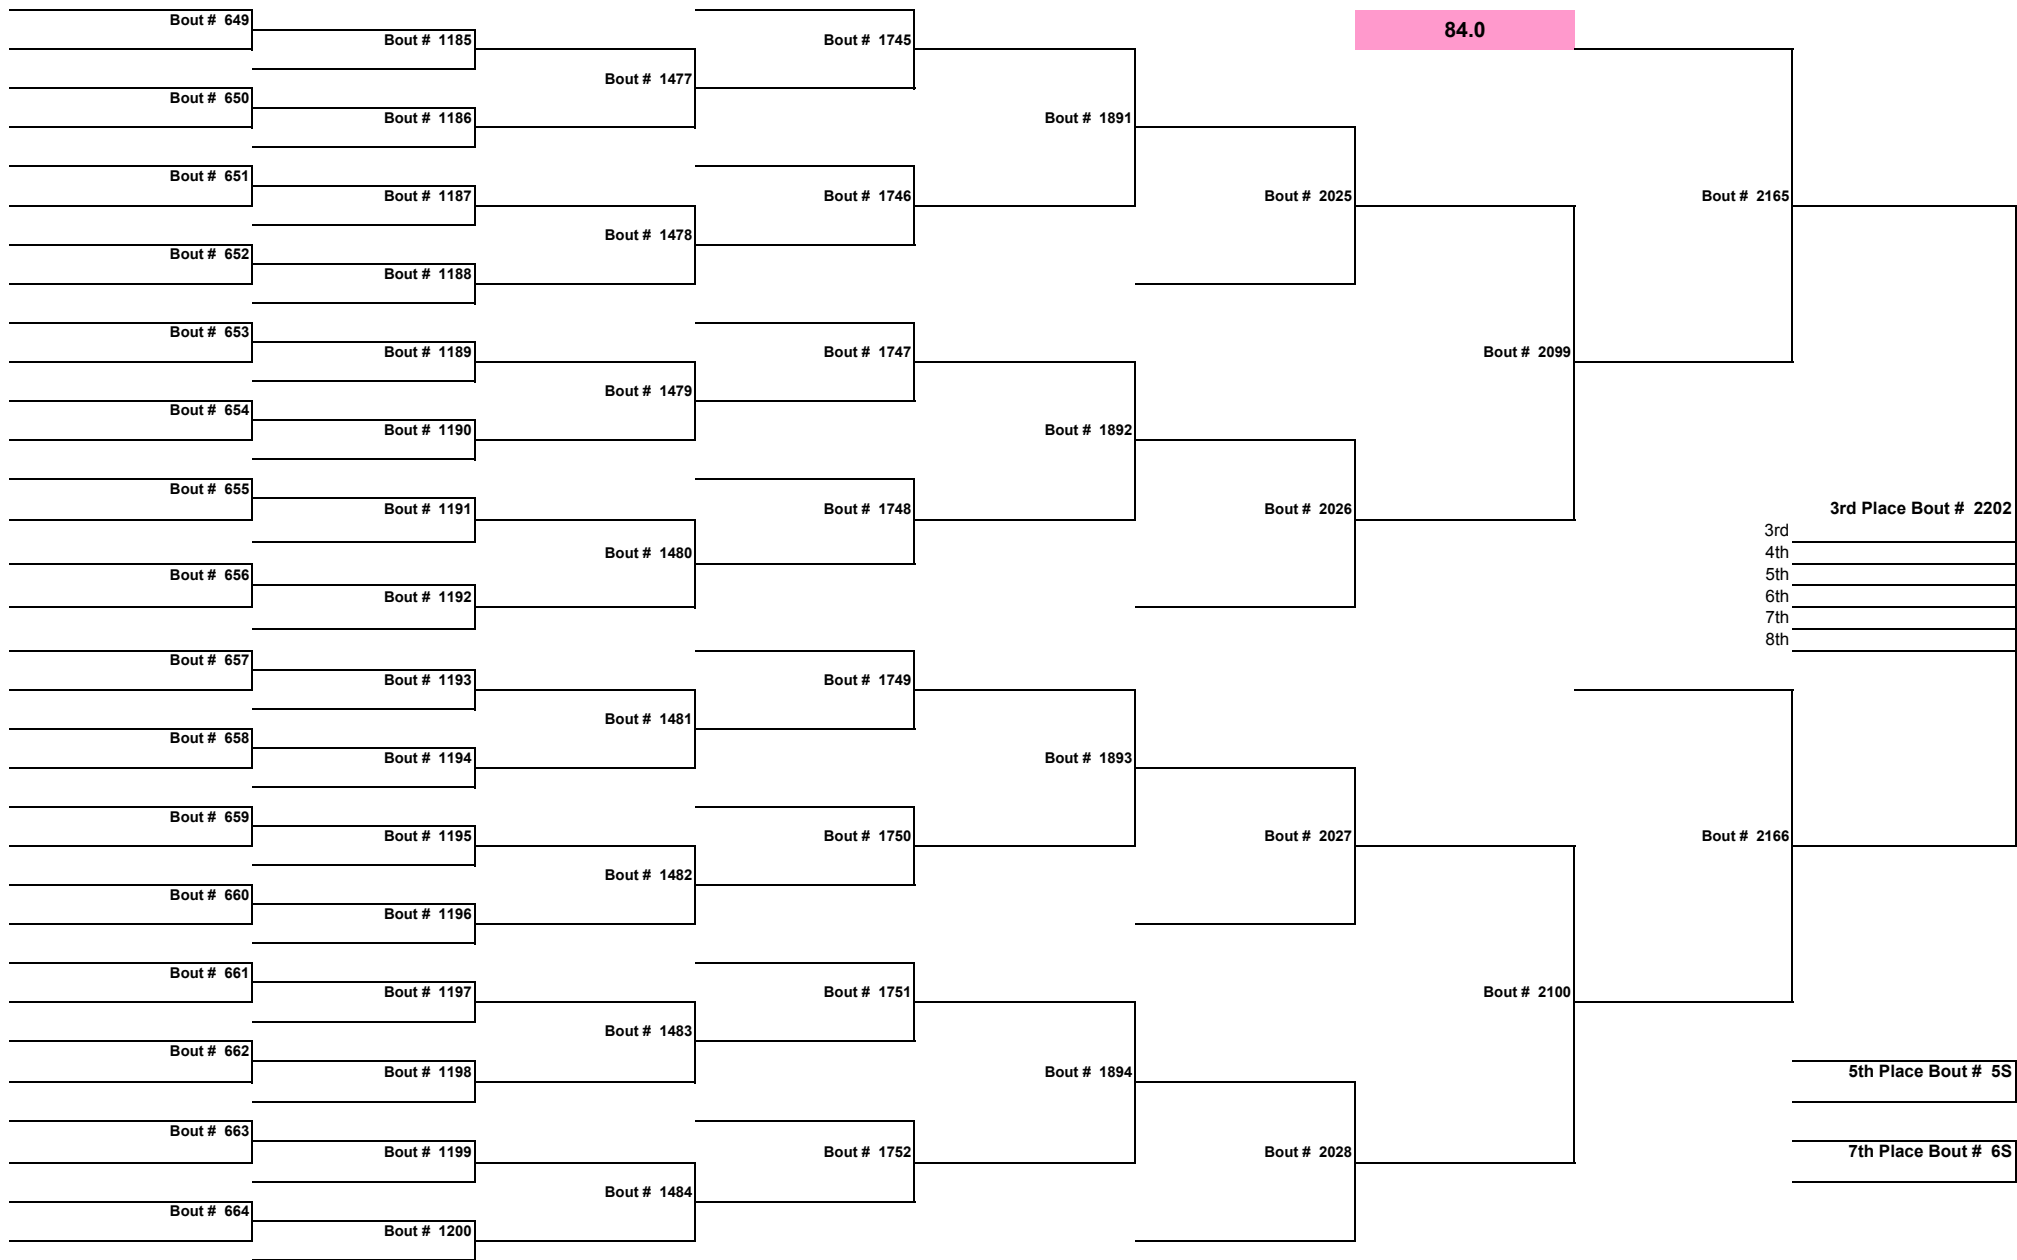 Bout # 649
Bout # 1185
Bout # 1745
84.0
Bout # 1477
Bout # 650
Bout # 1186
Bout # 1891
Bout # 651
Bout # 1187
Bout # 1746
Bout # 2025
Bout # 2165
Bout # 1478
Bout # 652
Bout # 1188
Bout # 653
Bout # 1189
Bout # 1747
Bout # 2099
Bout # 1479
Bout # 654
Bout # 1190
Bout # 1892
Bout # 655
Bout # 1191
Bout # 1748
Bout # 2026
3rd Place Bout # 2202
3rd
4th
Bout # 1480
5th
Bout # 656
6th
Bout # 1192
7th
8th
Bout # 657
Bout # 1193
Bout # 1749
Bout # 1481
Bout # 658
Bout # 1194
Bout # 1893
Bout # 659
Bout # 1195
Bout # 1750
Bout # 2027
Bout # 2166
Bout # 1482
Bout # 660
Bout # 1196
Bout # 661
Bout # 1197
Bout # 1751
Bout # 2100
Bout # 1483
Bout # 662
Bout # 1198
Bout # 1894
5th Place Bout # 5S
Bout # 663
Bout # 1199
Bout # 1752
Bout # 2028
7th Place Bout # 6S
Bout # 1484
Bout # 664
Bout # 1200